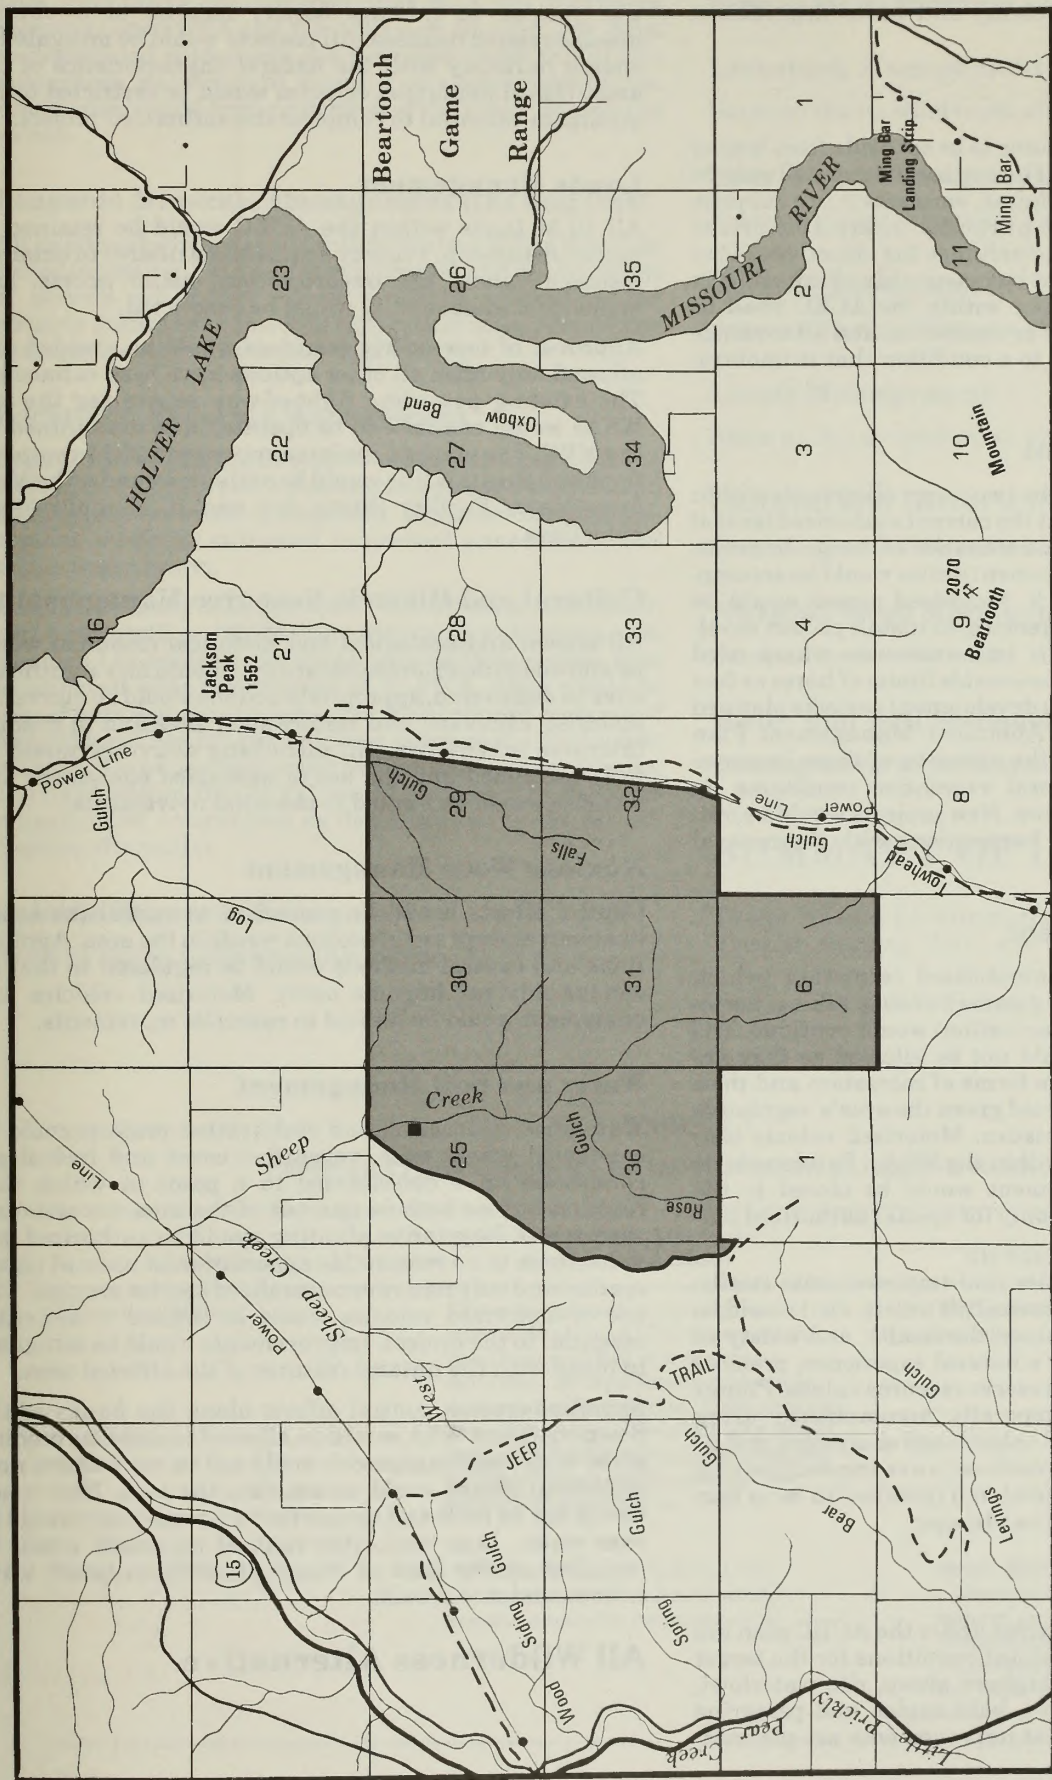 15
Power Line
Log Gulch
Power Line
Sheep Creek
West Sheep Creek
16
HOLTER LAKE
Jackson
Peak
1552
21
22
23
Beartooth
Game
Range
JEEP TRAIL
Siding Gulch
Wood
Spring Gulch
Bear Gulch
Levings Gulch
Little Prickly Pear Creek
25
30
29
28
27
26
Falls Gulch
Oxbow
Bend
Rose Gulch
36
31
32
33
34
35
MISSOURI RIVER
1
6
Power Line
Towhead Gulch
4
3
2
1
8
9
10
11
2070
Beartooth Mountain
Ming Bar
Landing Strip
Ming Bar